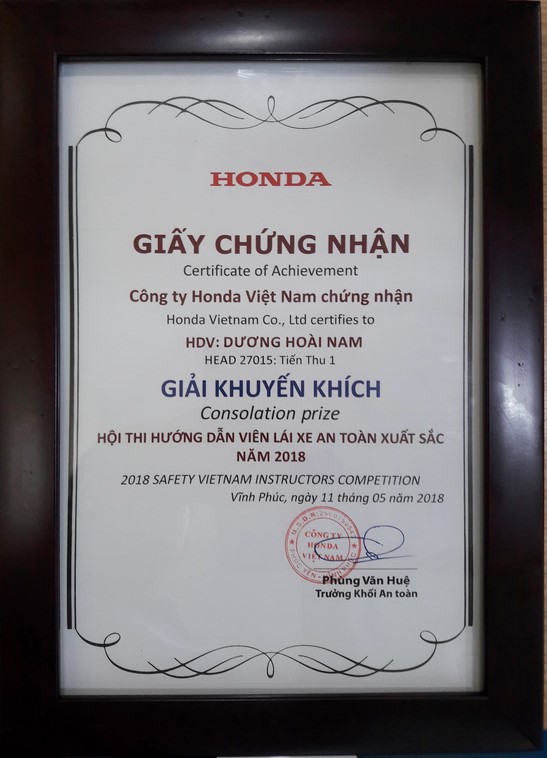 HONDA
GIẤY CHỨNG NHẬN
Certificate of Achievement
Công ty Honda Việt Nam chứng nhận
Honda Vietnam Co., Ltd certifies to
HDV: DƯƠNG HOÀI NAM
HEAD 27015: Tiến Thu 1
GIẢI KHUYẾN KHÍCH
Consolation prize
HỘI THI HƯỚNG DẪN VIÊN LÁI XE AN TOÀN XUẤT SẮC
NĂM 2018
2018 SAFETY VIETNAM INSTRUCTORS COMPETITION
Vĩnh Phúc, ngày 11 tháng 05 năm 2018
CÔNG TY
HONDA
VIỆT NAM
Phùng Văn Huệ
Trưởng Khối An toàn